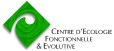 CENTRE D'ECOLOGIE
FONCTIONNELLE
& EVOLUTIVE